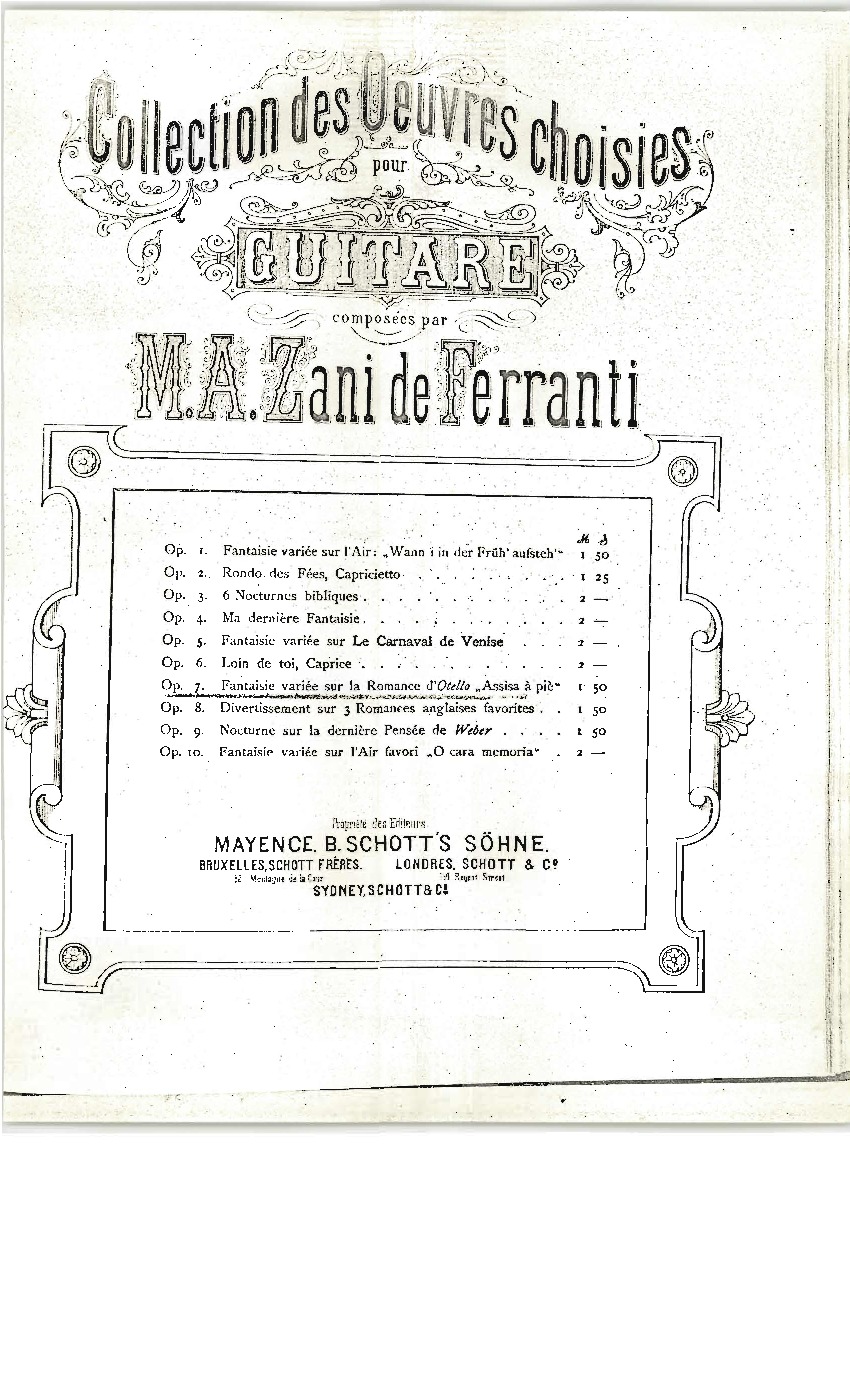 Collection des Oeuvres choisies
pour
GUITARE
composées par
M. A. Zani de Ferranti
ℳ ₰
Op. 1. Fantaisie variée sur l'Air: „Wann i in der Früh' aufsteh'“ 1 50
Op. 2. Rondo des Fées, Capricietto . . . . . . . . . 1 25
Op. 3. 6 Nocturnes bibliques . . . . . . . . . . . 2 —
Op. 4. Ma dernière Fantaisie . . . . . . . . . . . 2 —
Op. 5. Fantaisie variée sur Le Carnaval de Venise . . . 2 —
Op. 6. Loin de toi, Caprice . . . . . . . . . . . 2 —
Op. 7. Fantaisie variée sur la Romance d'Otello „Assisa à piè“ 1 50
Op. 8. Divertissement sur 3 Romances anglaises favorites . . 1 50
Op. 9. Nocturne sur la dernière Pensée de Weber . . . . 1 50
Op. 10. Fantaisie variée sur l'Air favori „O cara memoria“ . 2 —
Propriété des Editeurs
MAYENCE, B. SCHOTT'S SÖHNE.
BRUXELLES, SCHOTT FRÈRES. LONDRES, SCHOTT & Cº
Montagne de la Cour Regent Street
SYDNEY, SCHOTT & Cº